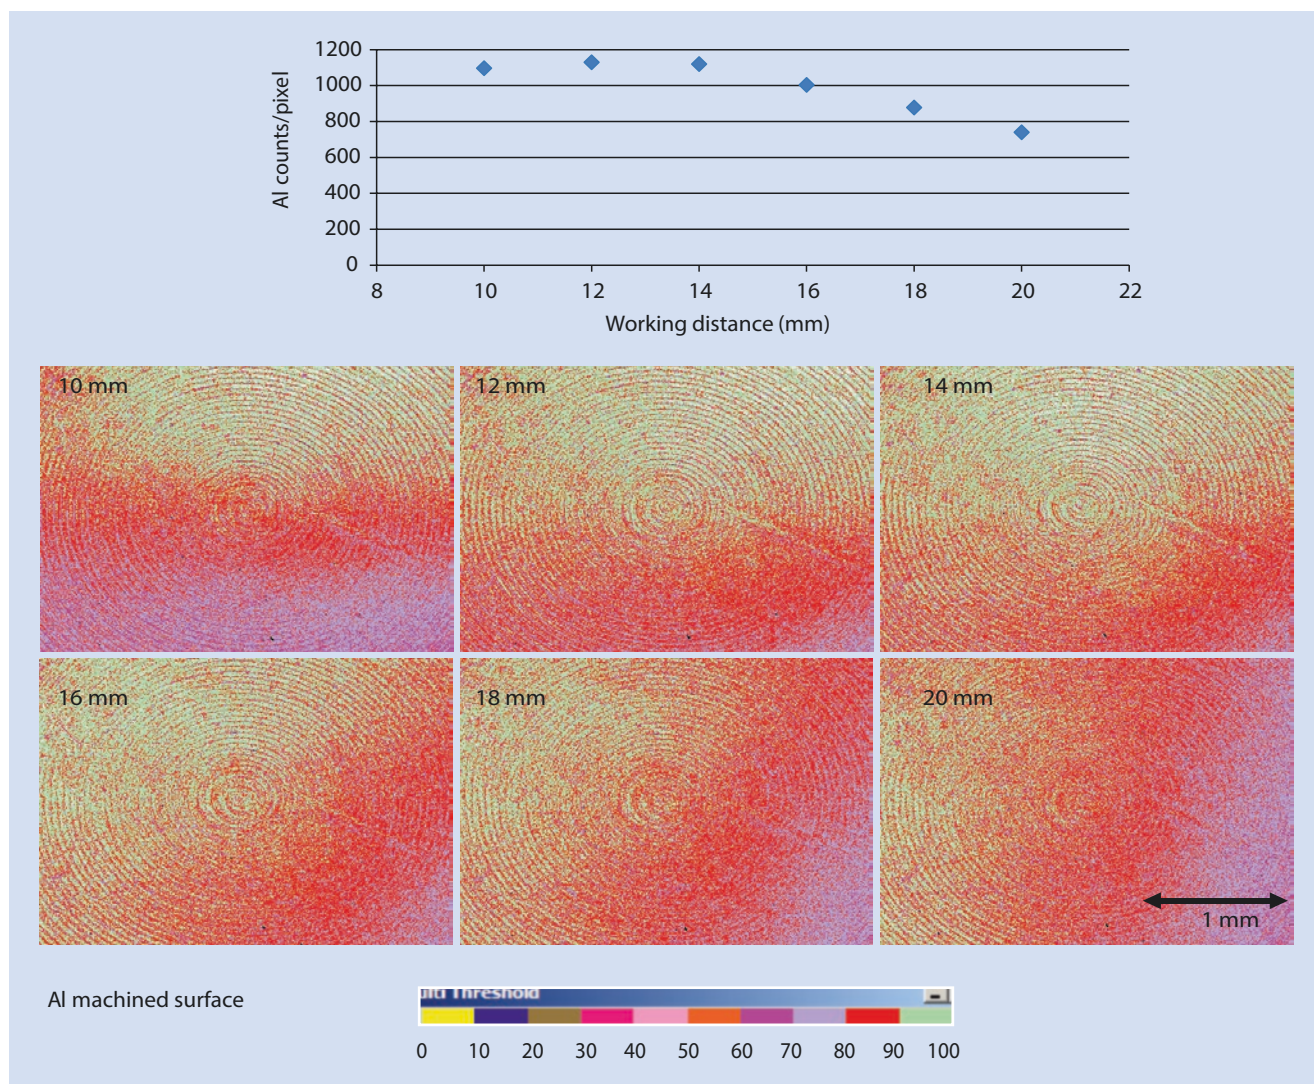 1200
1000
800
600
400
200
0
Al counts/pixel
8 10 12 14 16 18 20 22
Working distance (mm)
10 mm 12 mm 14 mm
16 mm 18 mm 20 mm
1 mm
Al machined surface
ulti Threshold
0 10 20 30 40 50 60 70 80 90 100